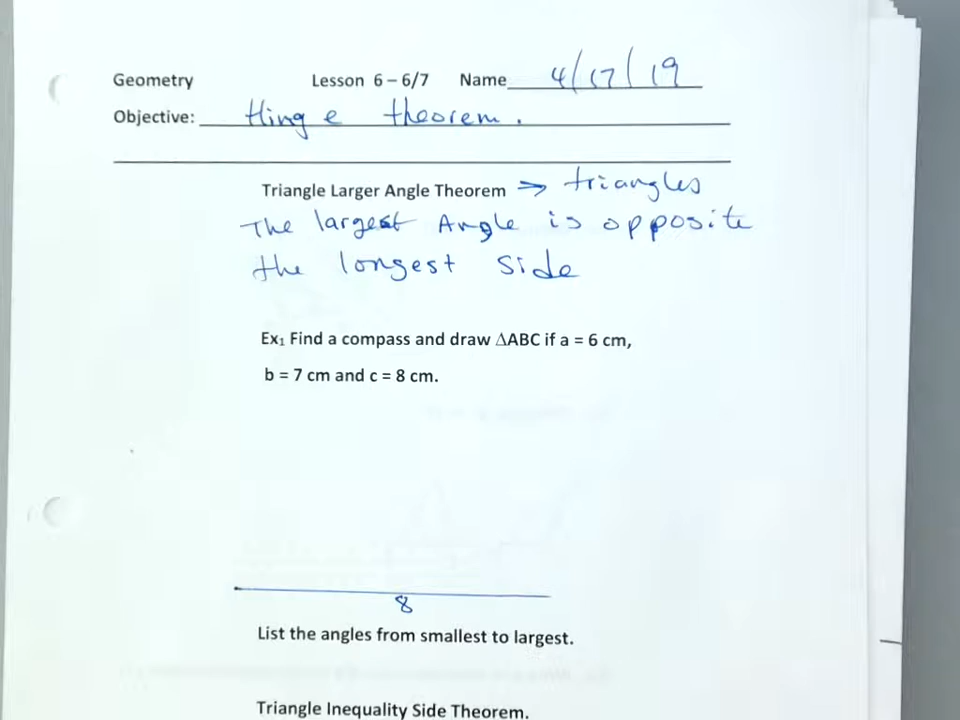 Geometry Lesson 6 – 6/7 Name 4/17/19
Objective: Hinge theorem.
Triangle Larger Angle Theorem → triangles
The largest Angle is opposite
the longest side
Ex₁ Find a compass and draw ΔABC if a = 6 cm,
b = 7 cm and c = 8 cm.
8
List the angles from smallest to largest.
Triangle Inequality Side Theorem.